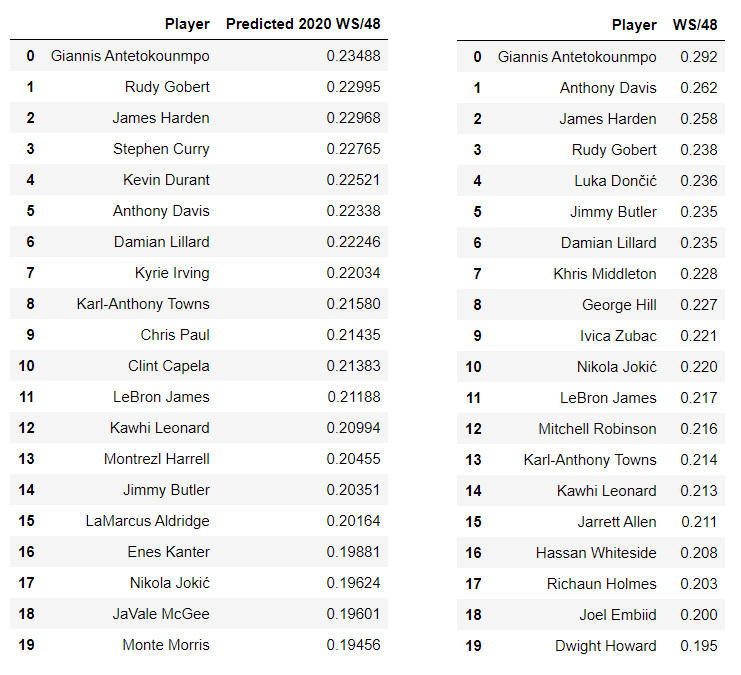 Player Predicted 2020 WS/48
0 Giannis Antetokounmpo 0.23488
1 Rudy Gobert 0.22995
2 James Harden 0.22968
3 Stephen Curry 0.22765
4 Kevin Durant 0.22521
5 Anthony Davis 0.22338
6 Damian Lillard 0.22246
7 Kyrie Irving 0.22034
8 Karl-Anthony Towns 0.21580
9 Chris Paul 0.21435
10 Clint Capela 0.21383
11 LeBron James 0.21188
12 Kawhi Leonard 0.20994
13 Montrezl Harrell 0.20455
14 Jimmy Butler 0.20351
15 LaMarcus Aldridge 0.20164
16 Enes Kanter 0.19881
17 Nikola Jokić 0.19624
18 JaVale McGee 0.19601
19 Monte Morris 0.19456
Player WS/48
0 Giannis Antetokounmpo 0.292
1 Anthony Davis 0.262
2 James Harden 0.258
3 Rudy Gobert 0.238
4 Luka Dončić 0.236
5 Jimmy Butler 0.235
6 Damian Lillard 0.235
7 Khris Middleton 0.228
8 George Hill 0.227
9 Ivica Zubac 0.221
10 Nikola Jokić 0.220
11 LeBron James 0.217
12 Mitchell Robinson 0.216
13 Karl-Anthony Towns 0.214
14 Kawhi Leonard 0.213
15 Jarrett Allen 0.211
16 Hassan Whiteside 0.208
17 Richaun Holmes 0.203
18 Joel Embiid 0.200
19 Dwight Howard 0.195